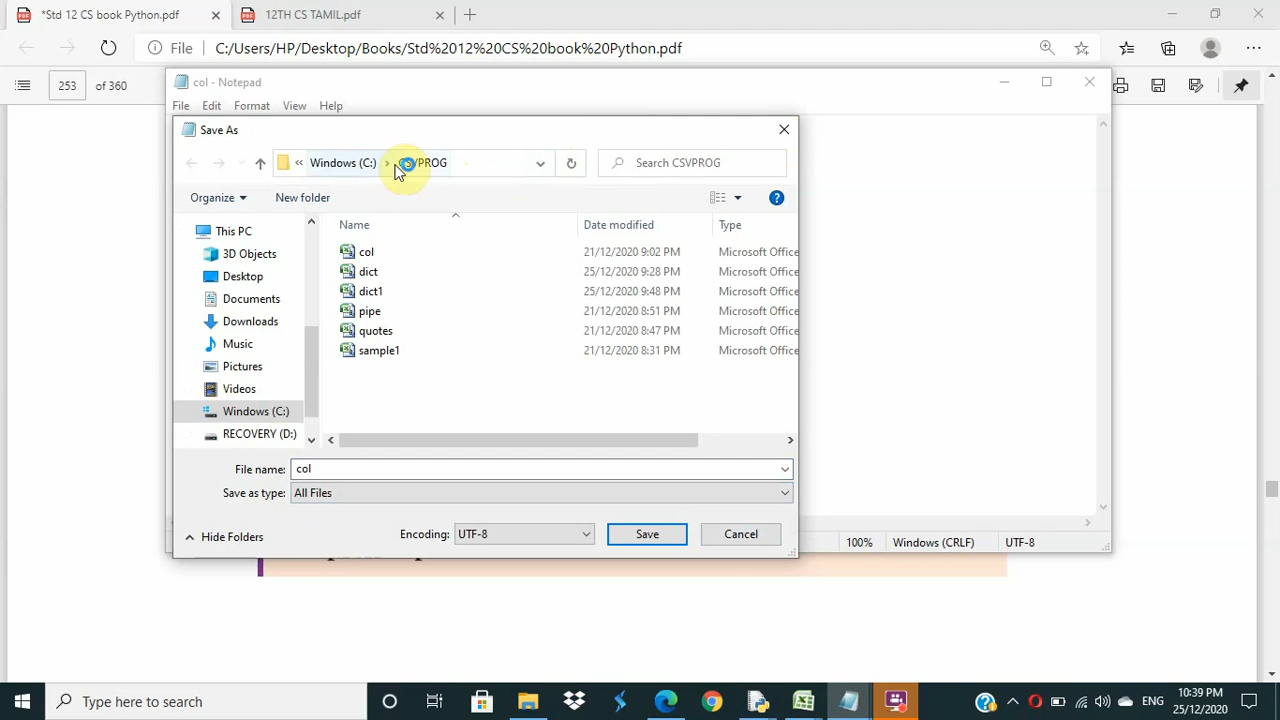 *Std 12 CS book Python.pdf
12TH CS TAMIL.pdf
File C:/Users/HP/Desktop/Books/Std%2012%20CS%20book%20Python.pdf
253 of 360
col - Notepad
File Edit Format View Help
Save As
« Windows (C:) › CSVPROG
Search CSVPROG
Organize New folder
Name Date modified Type
This PC
3D Objects
Desktop
Documents
Downloads
Music
Pictures
Videos
Windows (C:)
RECOVERY (D:)
col 21/12/2020 9:02 PM Microsoft Office
dict 25/12/2020 9:28 PM Microsoft Office
dict1 25/12/2020 9:48 PM Microsoft Office
pipe 21/12/2020 8:51 PM Microsoft Office
quotes 21/12/2020 8:47 PM Microsoft Office
sample1 21/12/2020 8:31 PM Microsoft Office
File name: col
Save as type: All Files
Hide Folders Encoding: UTF-8 Save Cancel
100% Windows (CRLF) UTF-8
Type here to search
ENG
10:39 PM
25/12/2020